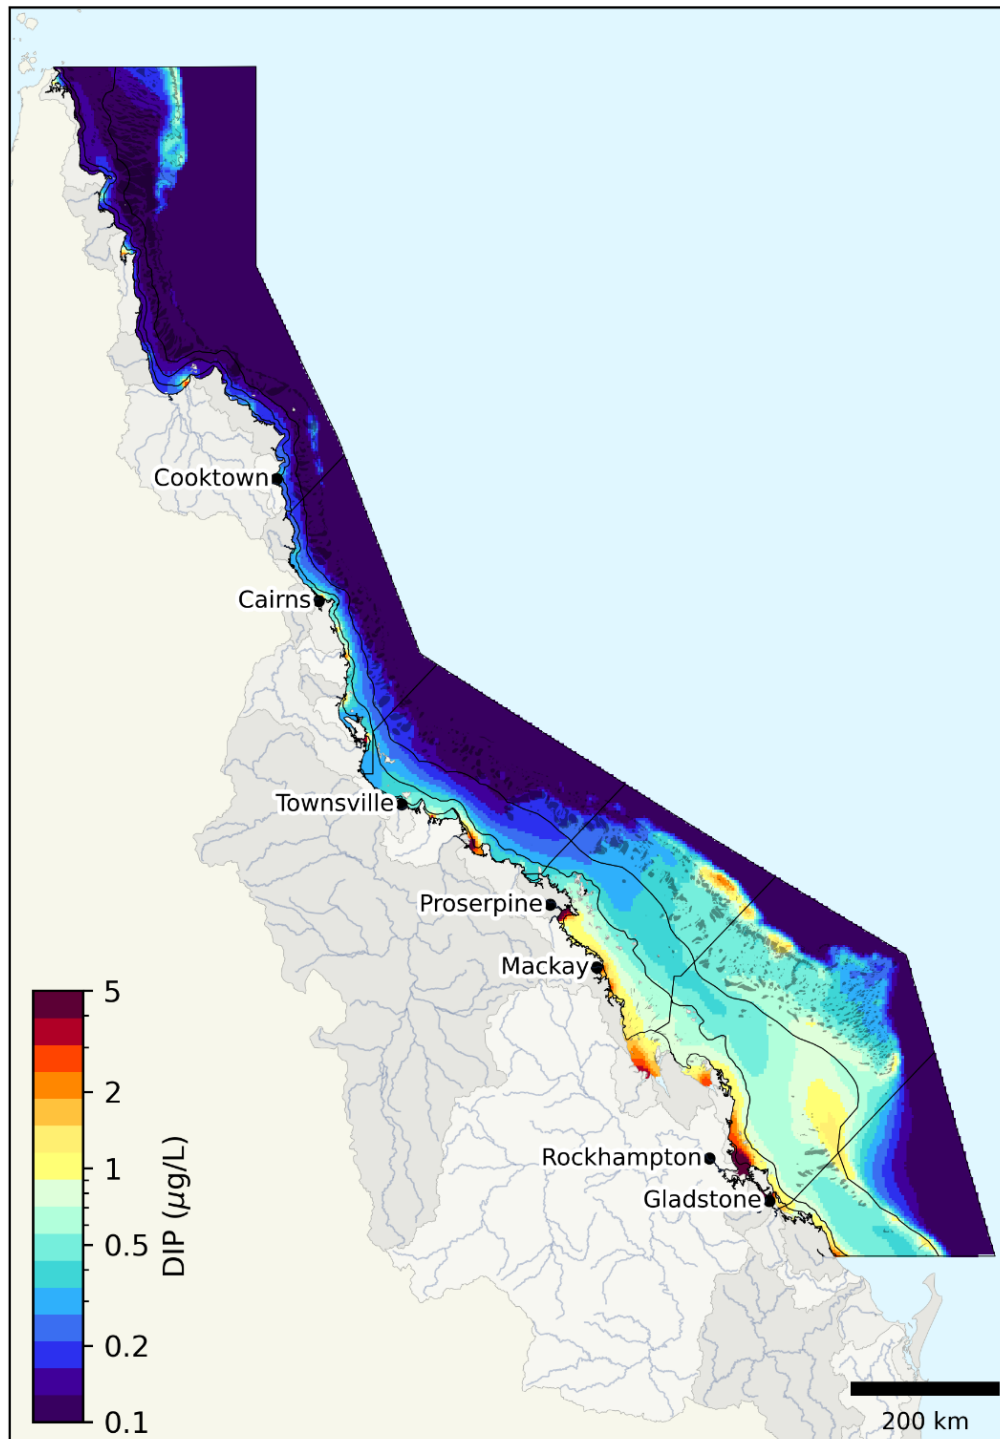 Cooktown
Cairns
Townsville
Proserpine
Mackay
Rockhampton
Gladstone
5
2
1
0.5
0.2
0.1
DIP (μg/L)
200 km